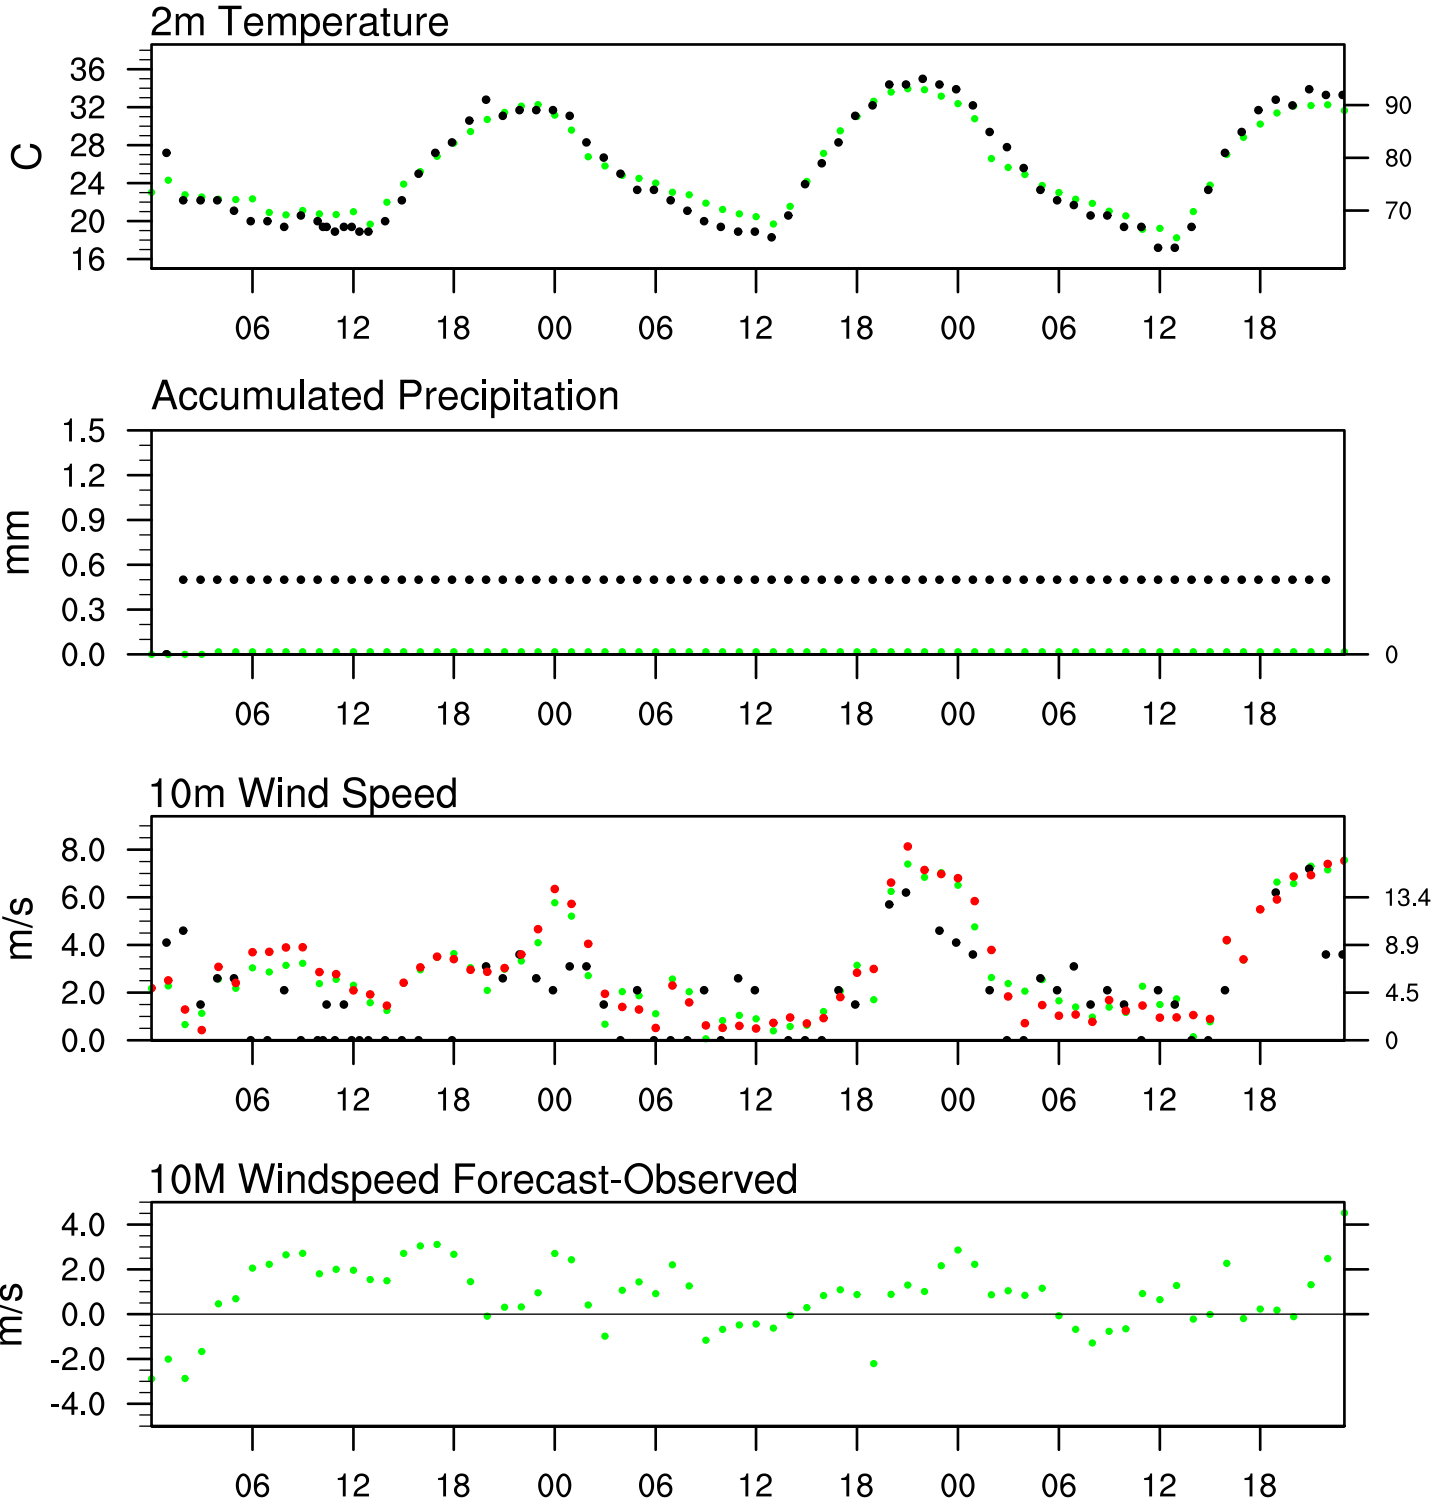 2m Temperature
36
32
28
24
20
16
C
90
80
70
06 12 18 00 06 12 18 00 06 12 18
Accumulated Precipitation
1.5
1.2
0.9
0.6
0.3
0.0
mm
0
06 12 18 00 06 12 18 00 06 12 18
10m Wind Speed
8.0
6.0
4.0
2.0
0.0
m/s
13.4
8.9
4.5
0
06 12 18 00 06 12 18 00 06 12 18
10M Windspeed Forecast-Observed
4.0
2.0
0.0
-2.0
-4.0
m/s
06 12 18 00 06 12 18 00 06 12 18